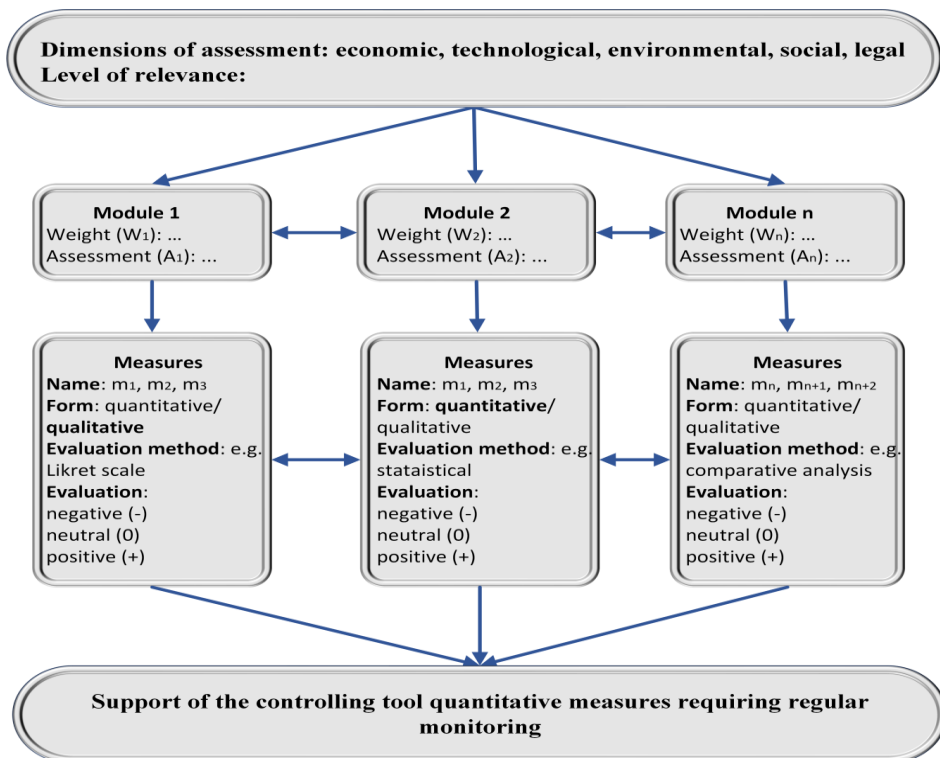 Dimensions of assessment: economic, technological, environmental, social, legal
Level of relevance:
Module 1
Weight (W₁): ...
Assessment (A₁): ...
Module 2
Weight (W₂): ...
Assessment (A₂): ...
Module n
Weight (Wₙ): ...
Assessment (Aₙ): ...
Measures
Name: m₁, m₂, m₃
Form: quantitative/
qualitative
Evaluation method: e.g.
Likret scale
Evaluation:
negative (-)
neutral (0)
positive (+)
Measures
Name: m₁, m₂, m₃
Form: quantitative/
qualitative
Evaluation method: e.g.
stataistical
Evaluation:
negative (-)
neutral (0)
positive (+)
Measures
Name: mₙ, mₙ₊₁, mₙ₊₂
Form: quantitative/
qualitative
Evaluation method: e.g.
comparative analysis
Evaluation:
negative (-)
neutral (0)
positive (+)
Support of the controlling tool quantitative measures requiring regular
monitoring